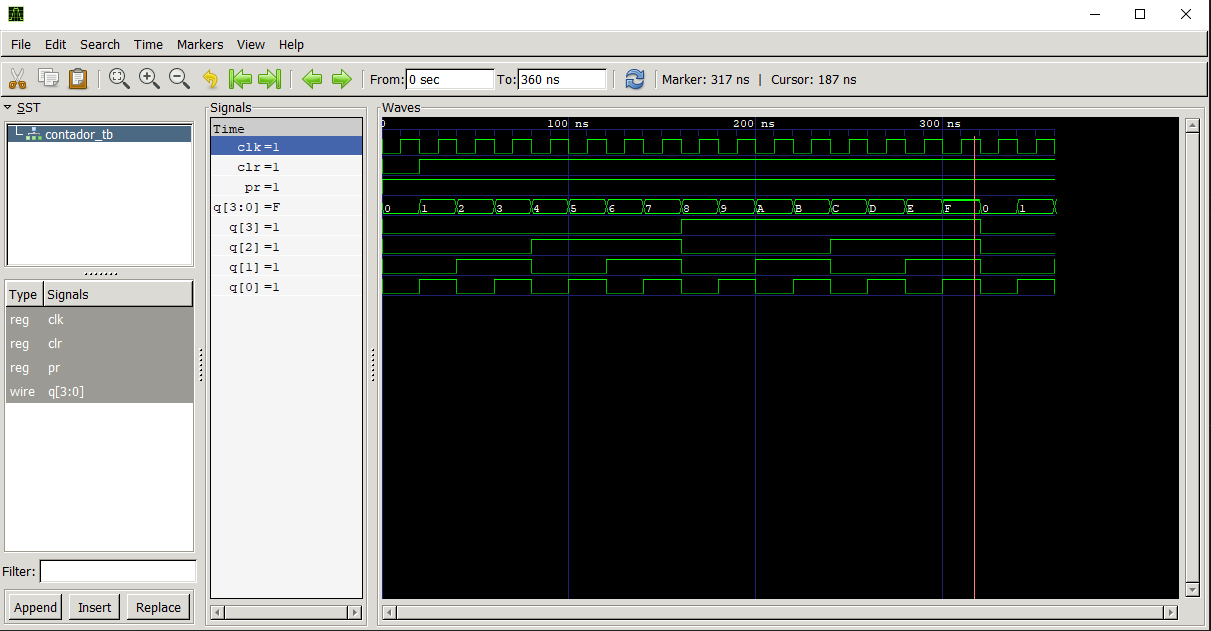 File Edit Search Time Markers View Help
From: 0 sec To: 360 ns Marker: 317 ns | Cursor: 187 ns
SST
contador_tb
Type Signals
reg clk
reg clr
reg pr
wire q[3:0]
Filter:
Append Insert Replace
Signals
Time
clk=1
clr=1
pr=1
q[3:0]=F
q[3]=1
q[2]=1
q[1]=1
q[0]=1
Waves
0 100 ns 200 ns 300 ns
0 1 2 3 4 5 6 7 8 9 A B C D E F 0 1